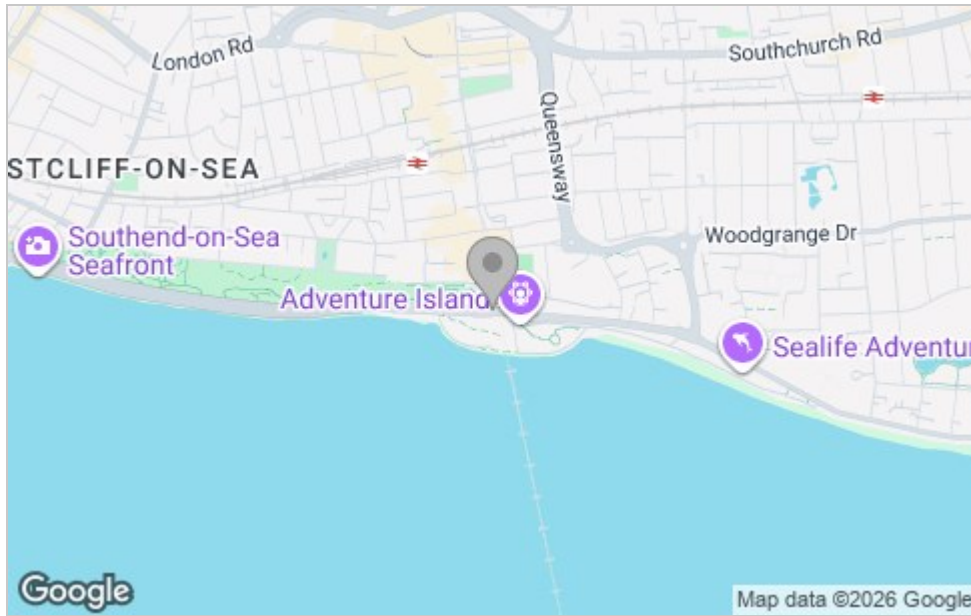 London Rd
Southchurch Rd
Queensway
STCLIFF-ON-SEA
Southend-on-Sea
Seafront
Woodgrange Dr
Adventure Island
Sealife Adventur
Google
Map data ©2026 Google